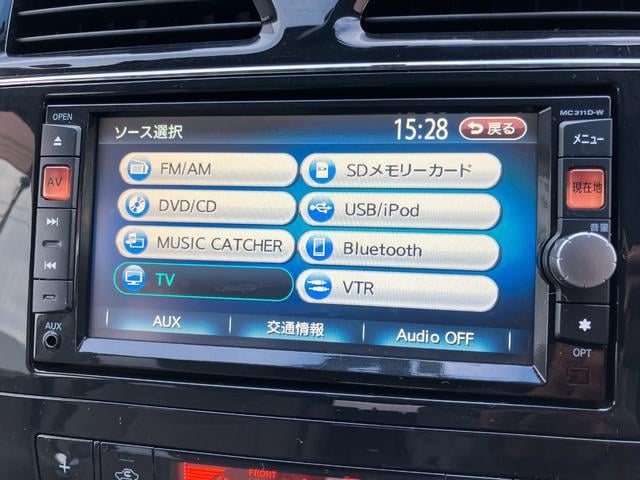 OPEN
MC311D-W
ソース選択
15:28
戻る
メニュー
AV
現在地
FM/AM
SDメモリーカード
DVD/CD
USB/iPod
音量
MUSIC CATCHER
Bluetooth
TV
VTR
AUX
AUX
交通情報
Audio OFF
OPT
FRONT